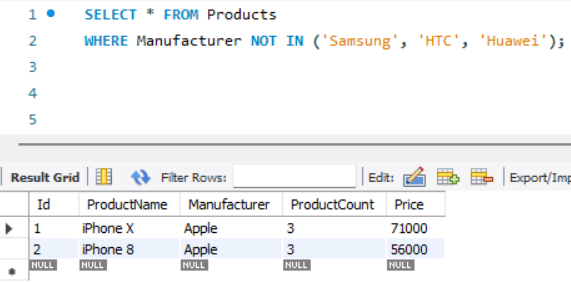 1 SELECT * FROM Products
2 WHERE Manufacturer NOT IN ('Samsung', 'HTC', 'Huawei');
3
4
5
Result Grid Filter Rows: Edit: Export/Imp
Id ProductName Manufacturer ProductCount Price
1 iPhone X Apple 3 71000
2 iPhone 8 Apple 3 56000
NULL NULL NULL NULL NULL